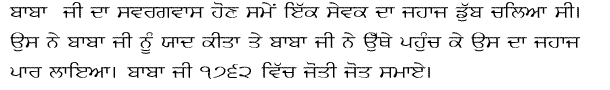 ਬਾਬਾ ਜੀ ਦਾ ਸਵਰਗਵਾਸ ਹੋਣ ਸਮੇਂ ਇੱਕ ਸੇਵਕ ਦਾ ਜਹਾਜ ਡੁੱਬ ਚਲਿਆ ਸੀ।
ਉਸ ਨੇ ਬਾਬਾ ਜੀ ਨੂੰ ਯਾਦ ਕੀਤਾ ਤੇ ਬਾਬਾ ਜੀ ਨੇ ਉੱਥੇ ਪਹੁੰਚ ਕੇ ਉਸ ਦਾ ਜਹਾਜ
ਪਾਰ ਲਾਇਆ। ਬਾਬਾ ਜੀ ੧੭੬੨ ਵਿੱਚ ਜੋਤੀ ਜੋਤ ਸਮਾਏ।